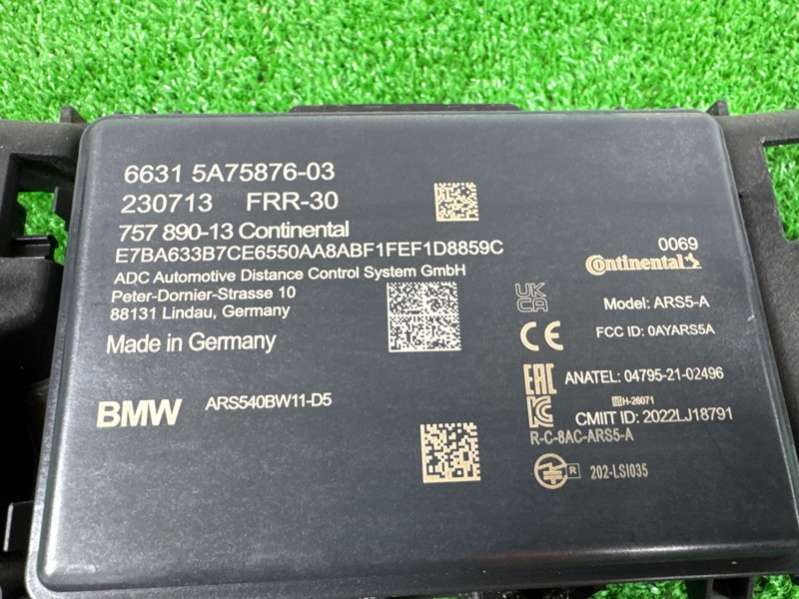 6631 5A75876-03
230713 FRR-30
757 890-13 Continental
E7BA633B7CE6550AA8ABF1FEF1D8859C
ADC Automotive Distance Control System GmbH
Peter-Dornier-Strasse 10
88131 Lindau, Germany
Made in Germany
BMW ARS540BW11-D5
0069
Continental
UK CA
Model: ARS5-A
CE
FCC ID: 0AYARS5A
EAC
ANATEL: 04795-21-02496
H-26071
CMIIT ID: 2022LJ18791
R-C-8AC-ARS5-A
R 202-LSI035